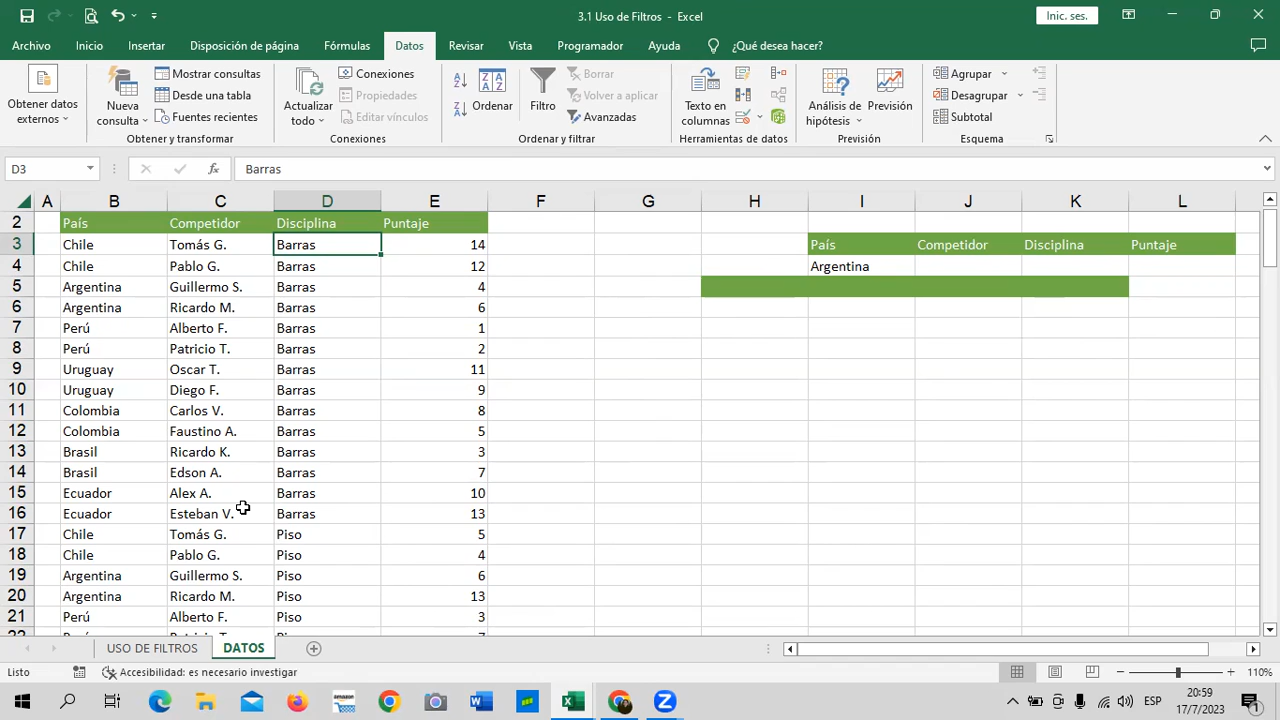 3.1 Uso de Filtros - Excel
Inic. ses.
Archivo Inicio Insertar Disposición de página Fórmulas Datos Revisar Vista Programador Ayuda ¿Qué desea hacer?
Obtener datos externos
Nueva consulta
Mostrar consultas
Desde una tabla
Fuentes recientes
Obtener y transformar
Actualizar todo
Conexiones
Propiedades
Editar vínculos
Conexiones
Ordenar
Filtro
Borrar
Volver a aplicar
Avanzadas
Ordenar y filtrar
Texto en columnas
Herramientas de datos
Análisis de hipótesis
Previsión
Previsión
Agrupar
Desagrupar
Subtotal
Esquema
D3 fx Barras
A B C D E F G H I J K L
2 País Competidor Disciplina Puntaje
3 Chile Tomás G. Barras 14 País Competidor Disciplina Puntaje
4 Chile Pablo G. Barras 12 Argentina
5 Argentina Guillermo S. Barras 4
6 Argentina Ricardo M. Barras 6
7 Perú Alberto F. Barras 1
8 Perú Patricio T. Barras 2
9 Uruguay Oscar T. Barras 11
10 Uruguay Diego F. Barras 9
11 Colombia Carlos V. Barras 8
12 Colombia Faustino A. Barras 5
13 Brasil Ricardo K. Barras 3
14 Brasil Edson A. Barras 7
15 Ecuador Alex A. Barras 10
16 Ecuador Esteban V. Barras 13
17 Chile Tomás G. Piso 5
18 Chile Pablo G. Piso 4
19 Argentina Guillermo S. Piso 6
20 Argentina Ricardo M. Piso 13
21 Perú Alberto F. Piso 3
USO DE FILTROS DATOS
Listo Accesibilidad: es necesario investigar 110%
ESP 20:59
17/7/2023